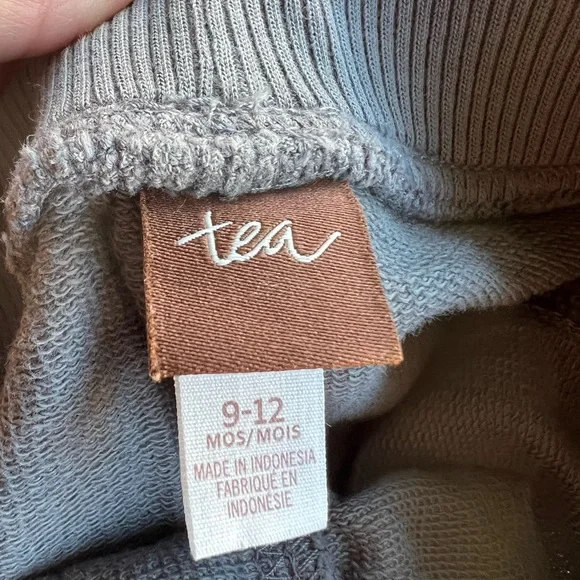 tea
9-12
MOS/MOIS
MADE IN INDONESIA
FABRIQUÉ EN
INDONÉSIE